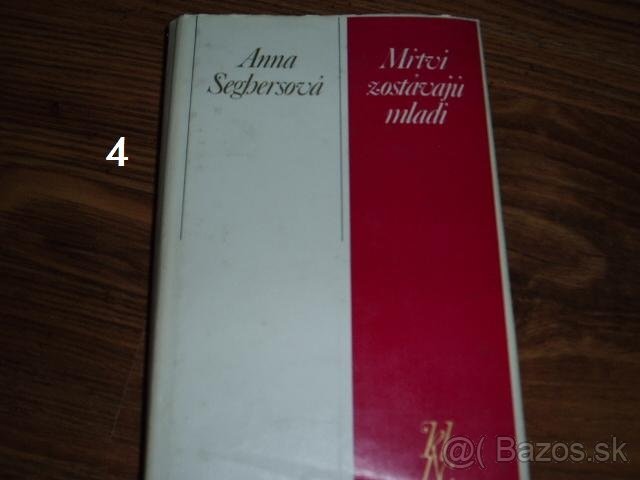 Anna
Seghersová
Mŕtvi
zostávajú
mladí
4
@( Bazos.sk